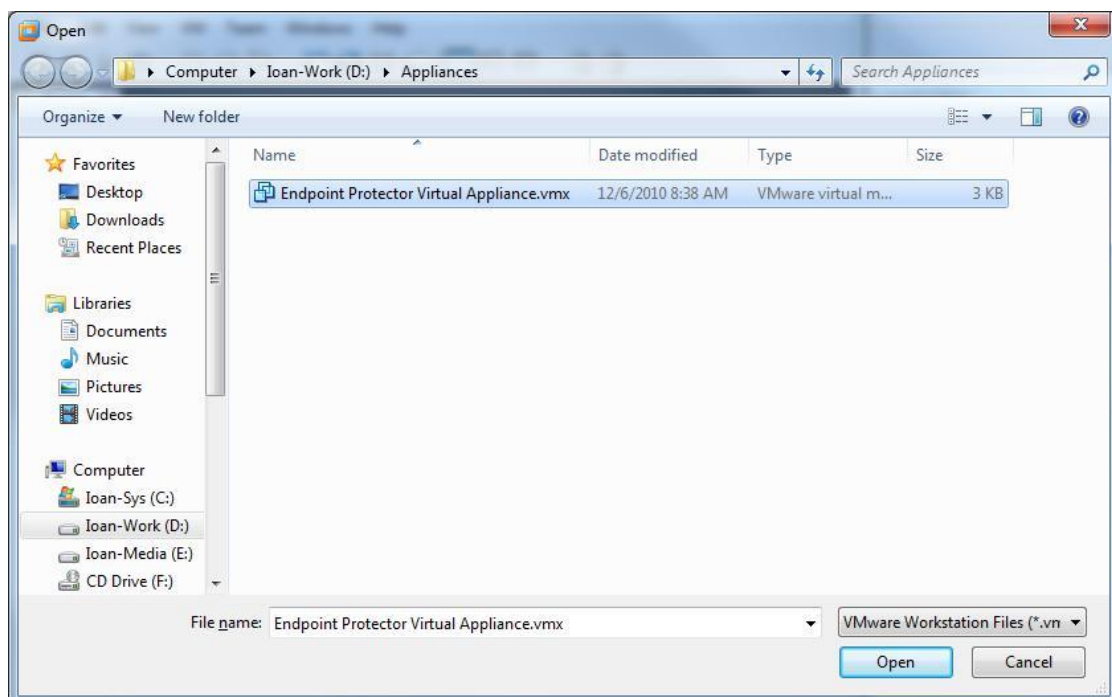 Open
Computer ▸ Ioan-Work (D:) ▸ Appliances
Search Appliances
Organize
New folder
Name Date modified Type Size
Endpoint Protector Virtual Appliance.vmx 12/6/2010 8:38 AM VMware virtual m... 3 KB
Favorites
Desktop
Downloads
Recent Places
Libraries
Documents
Music
Pictures
Videos
Computer
Ioan-Sys (C:)
Ioan-Work (D:)
Ioan-Media (E:)
CD Drive (F:)
File name: Endpoint Protector Virtual Appliance.vmx VMware Workstation Files (*.vn
Open Cancel